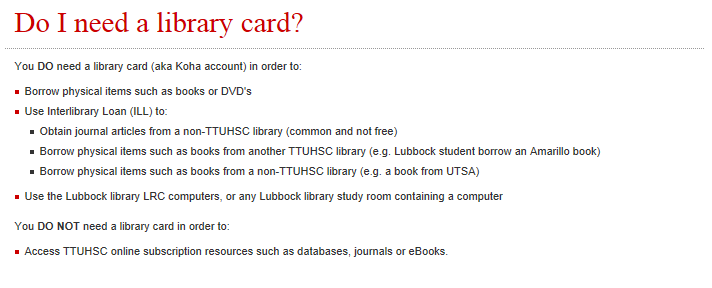 Do I need a library card?
You DO need a library card (aka Koha account) in order to:
Borrow physical items such as books or DVD's
Use Interlibrary Loan (ILL) to:
Obtain journal articles from a non-TTUHSC library (common and not free)
Borrow physical items such as books from another TTUHSC library (e.g. Lubbock student borrow an Amarillo book)
Borrow physical items such as books from a non-TTUHSC library (e.g. a book from UTSA)
Use the Lubbock library LRC computers, or any Lubbock library study room containing a computer
You DO NOT need a library card in order to:
Access TTUHSC online subscription resources such as databases, journals or eBooks.